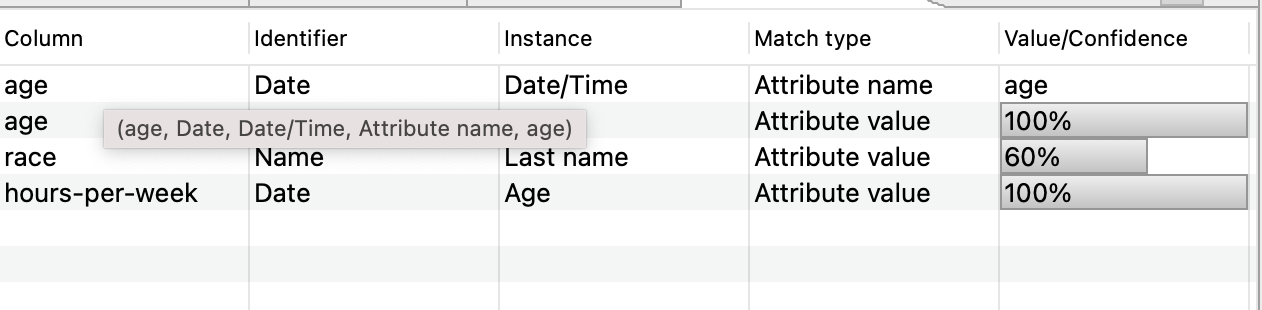 Column Identifier Instance Match type Value/Confidence
age Date Date/Time Attribute name age
age Attribute value 100%
(age, Date, Date/Time, Attribute name, age)
race Name Last name Attribute value 60%
hours-per-week Date Age Attribute value 100%